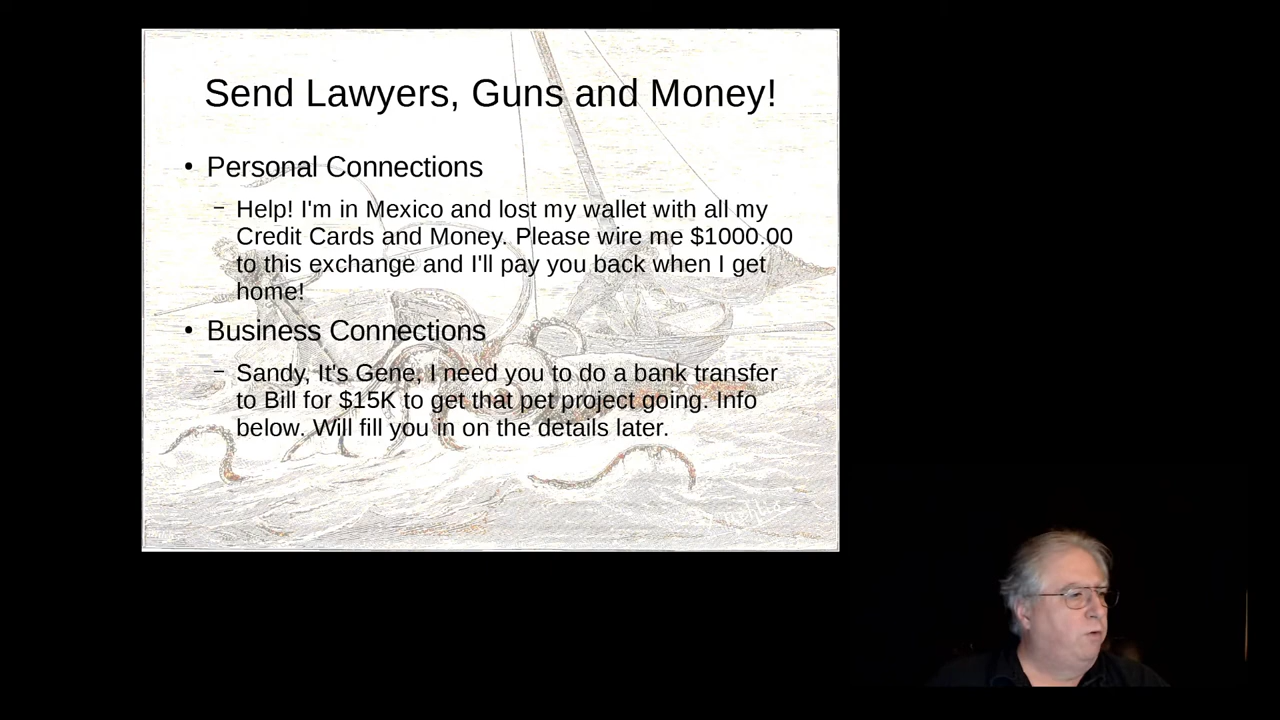 Send Lawyers, Guns and Money!
• Personal Connections
– Help! I'm in Mexico and lost my wallet with all my
Credit Cards and Money. Please wire me $1000.00
to this exchange and I'll pay you back when I get
home!
• Business Connections
– Sandy, It's Gene, I need you to do a bank transfer
to Bill for $15K to get that pet project going. Info
below. Will fill you in on the details later.